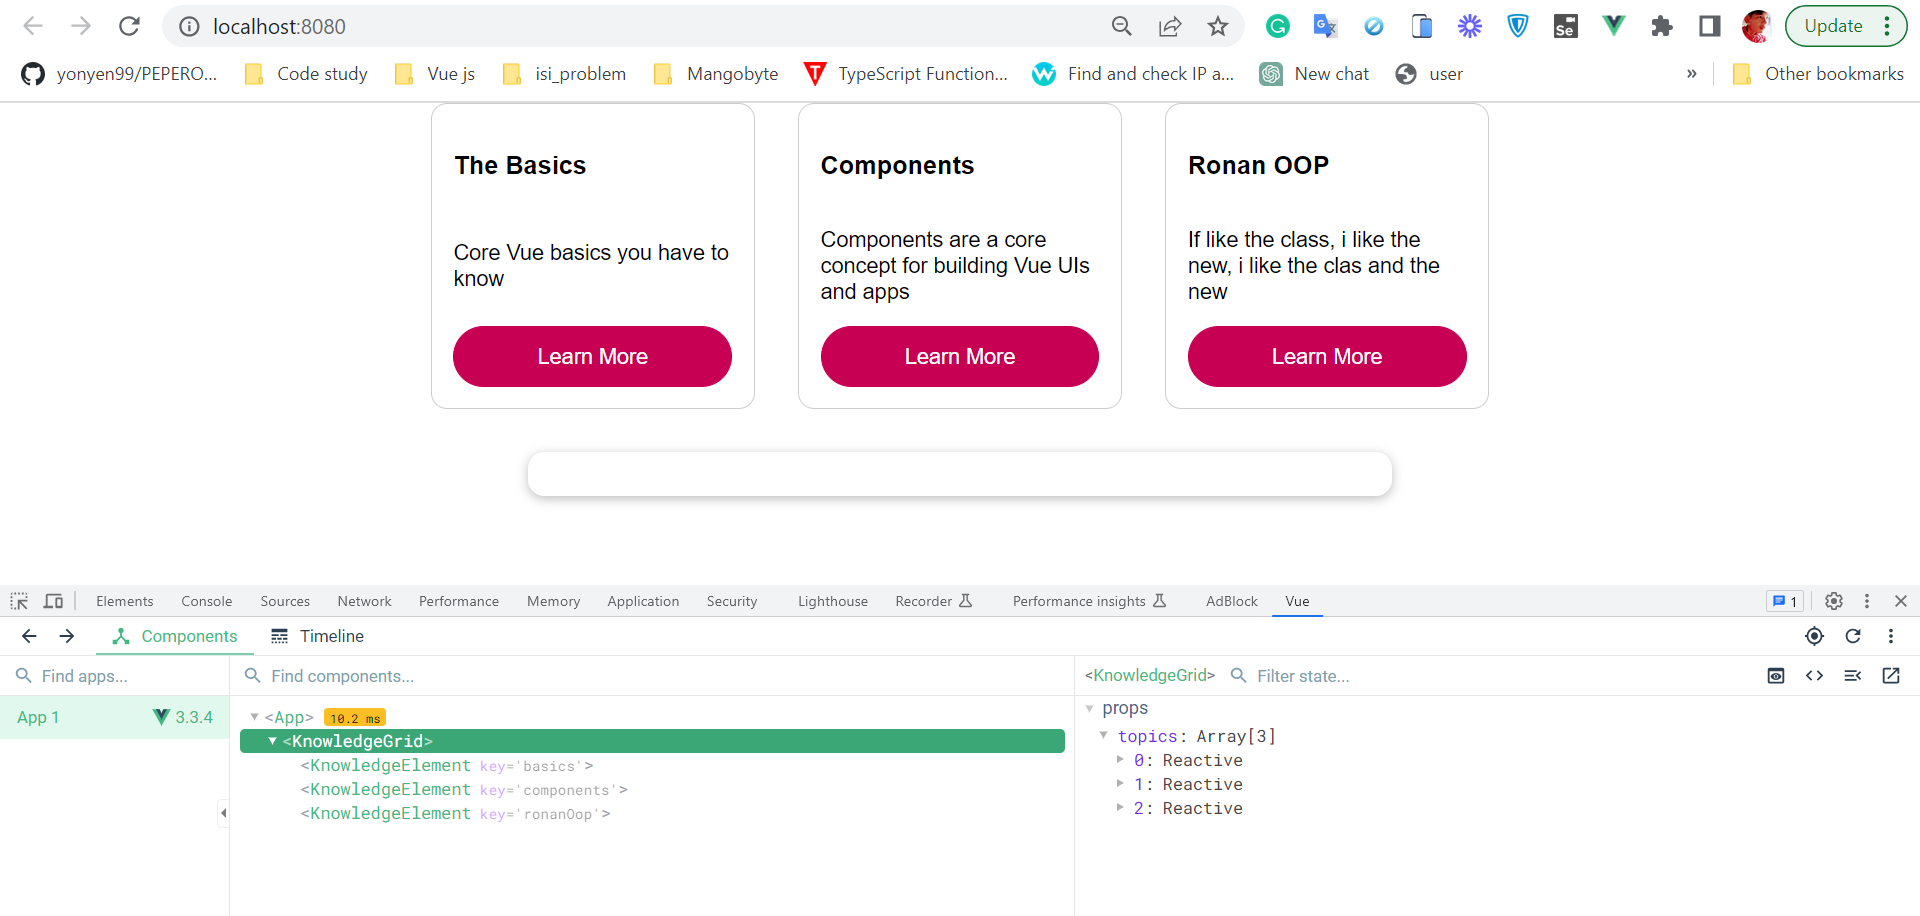 localhost:8080
Update
yonyen99/PEPERO...
Code study
Vue js
isi_problem
Mangobyte
TypeScript Function...
Find and check IP a...
New chat
user
»
Other bookmarks
The Basics
Core Vue basics you have to
know
Learn More
Components
Components are a core
concept for building Vue UIs
and apps
Learn More
Ronan OOP
If like the class, i like the
new, i like the clas and the
new
Learn More
Elements Console Sources Network Performance Memory Application Security Lighthouse Recorder Performance insights AdBlock Vue 1
Components Timeline
Find apps...
Find components...
<KnowledgeGrid> Filter state...
App 1 3.3.4
<App> 10.2 ms
<KnowledgeGrid>
<KnowledgeElement key='basics'>
<KnowledgeElement key='components'>
<KnowledgeElement key='ronanOop'>
props
topics: Array[3]
0: Reactive
1: Reactive
2: Reactive